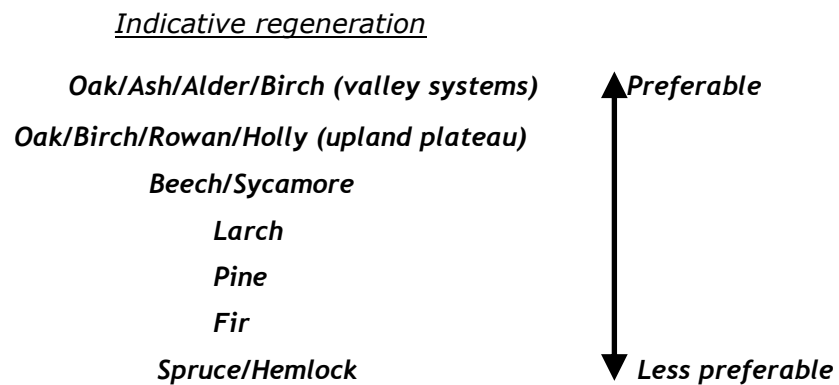 Indicative regeneration
Oak/Ash/Alder/Birch (valley systems) Preferable
Oak/Birch/Rowan/Holly (upland plateau)
Beech/Sycamore
Larch
Pine
Fir
Spruce/Hemlock Less preferable